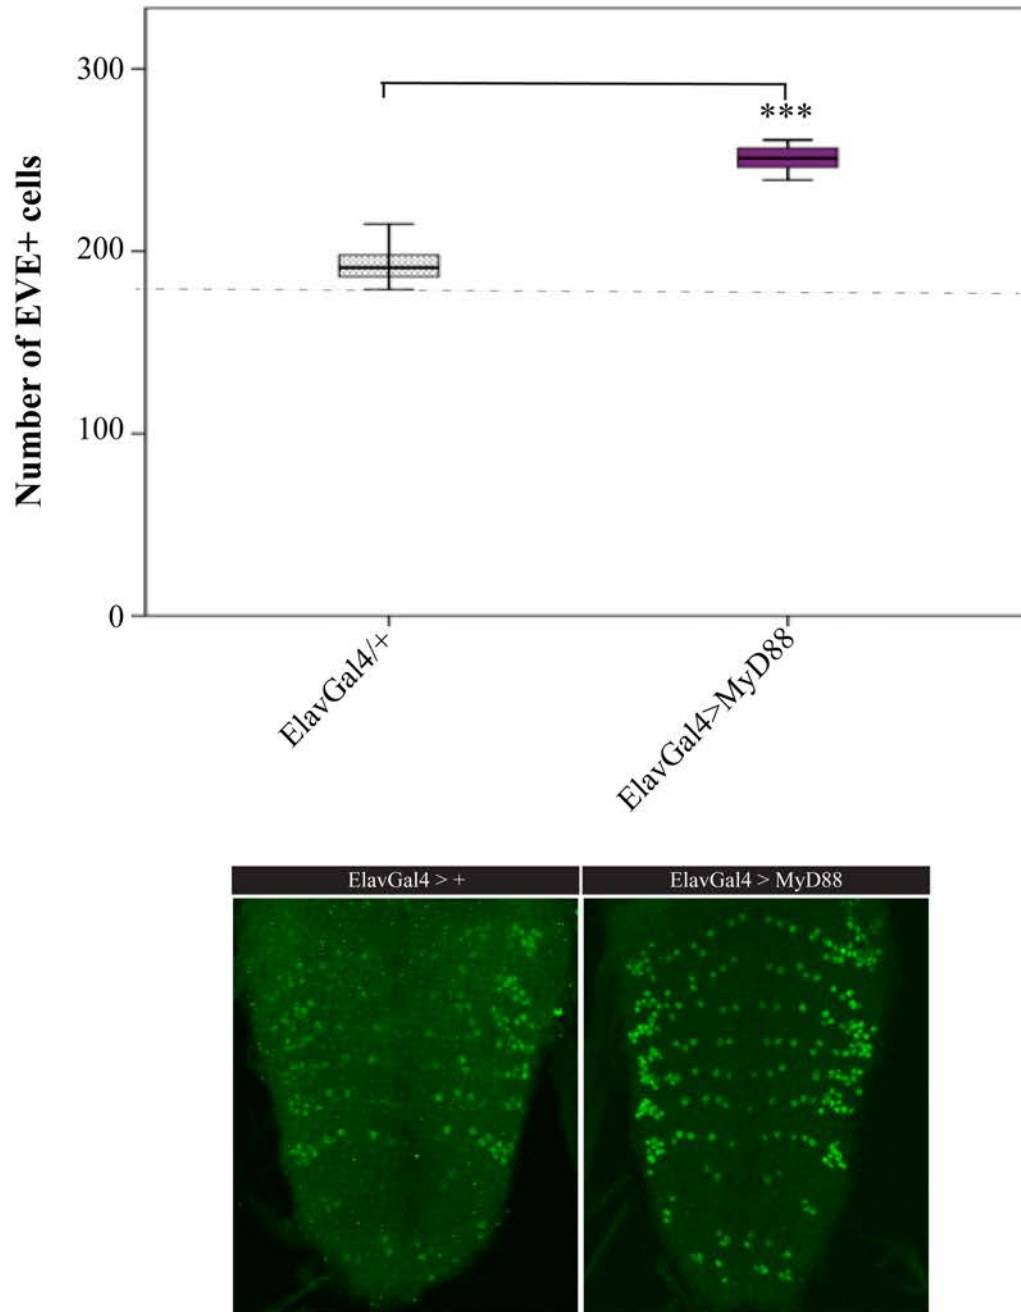 300
***
200
100
0
Number of EVE+ cells
ElavGal4/+
ElavGal4>MyD88
ElavGal4 > +
ElavGal4 > MyD88